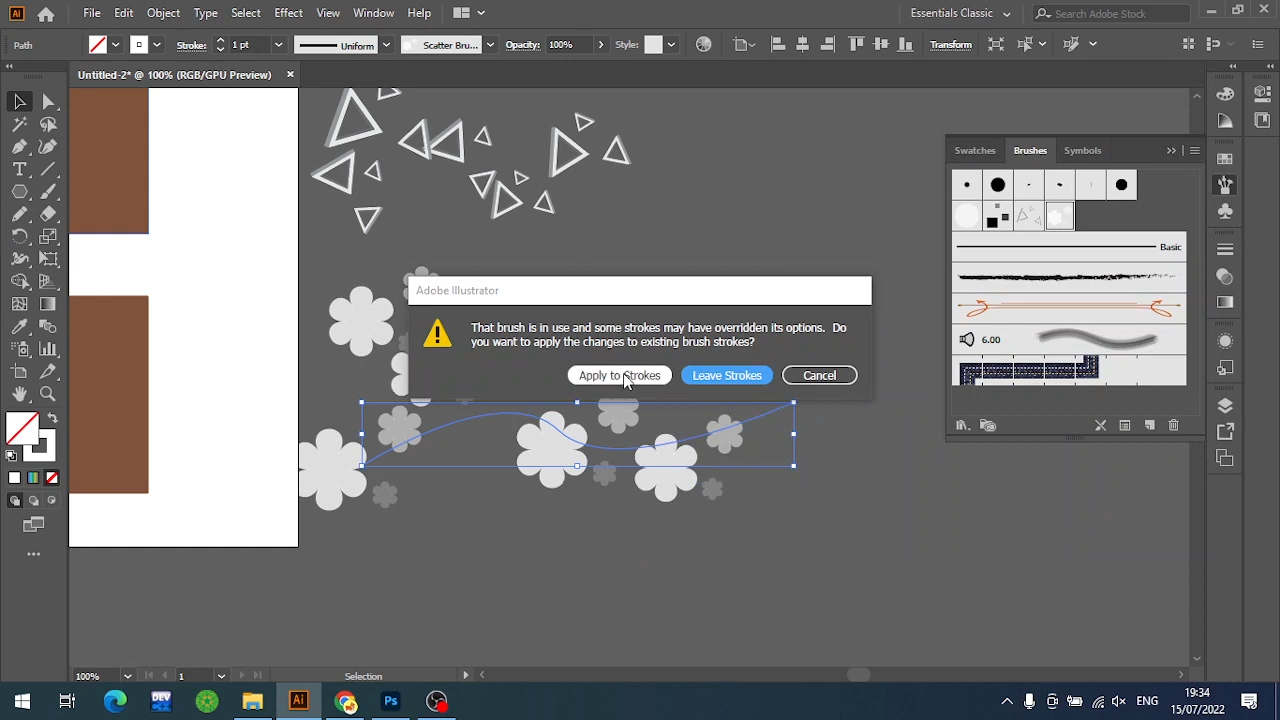 Ai
File
Edit
Object
Type
Select
Effect
View
Window
Help
Essentials Classic
Search Adobe Stock
Path
Stroke:
1 pt
Uniform
Scatter Bru...
Opacity:
100%
Style:
Transform
Untitled-2* @ 100% (RGB/GPU Preview)
Swatches
Brushes
Symbols
Basic
6.00
Adobe Illustrator
That brush is in use and some strokes may have overridden its options. Do
you want to apply the changes to existing brush strokes?
Apply to Strokes
Leave Strokes
Cancel
100%
1
Selection
DEV
Ai
Ps
ENG
19:34
15/07/2022